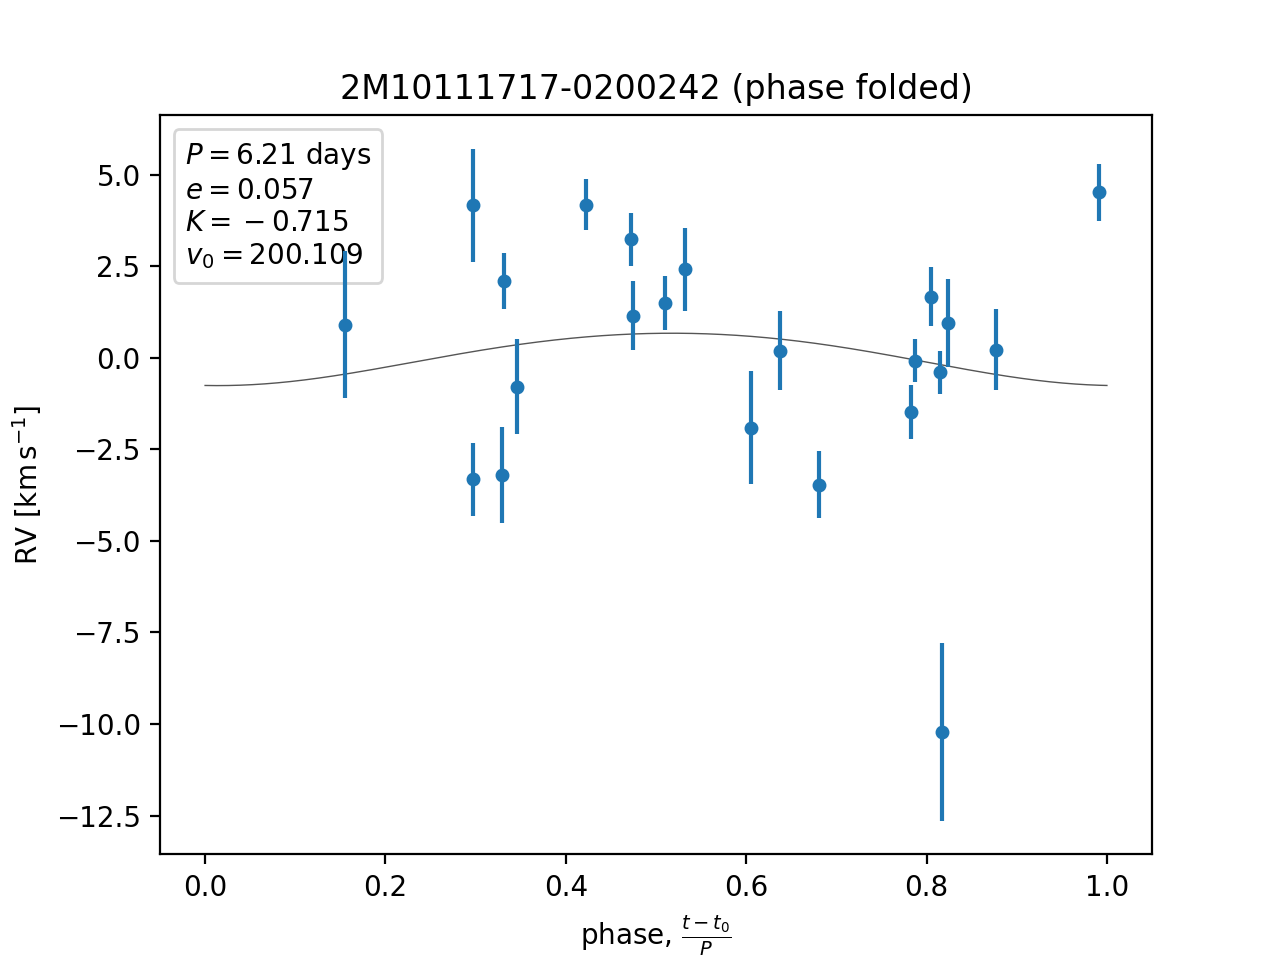 2M10111717-0200242 (phase folded)
P = 6.21 days
e = 0.057
K = −0.715
v₀ = 200.109
5.0
2.5
0.0
−2.5
−5.0
−7.5
−10.0
−12.5
RV [km s⁻¹]
0.0 0.2 0.4 0.6 0.8 1.0
phase, (t − t₀)/P